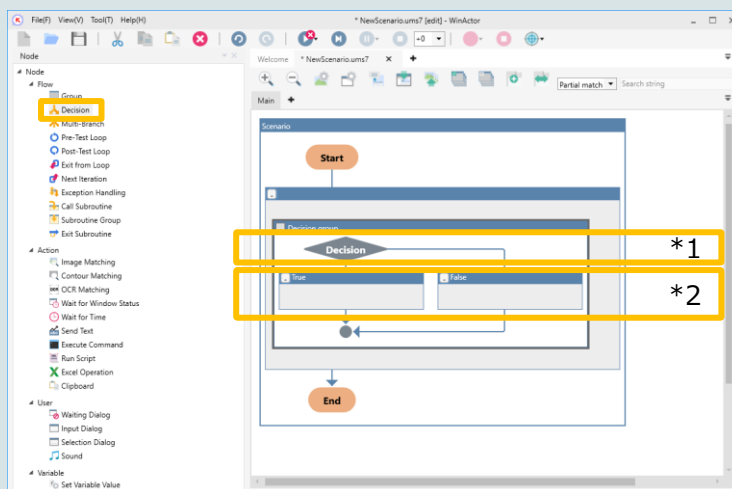 File(F) View(V) Tool(T) Help(H)
* NewScenario.ums7 [edit] - WinActor
+0
Node
Welcome
* NewScenario.ums7
Partial match
Search string
Main
Node
Flow
Group
Decision
Multi-Branch
Pre-Test Loop
Post-Test Loop
Exit from Loop
Next Iteration
Exception Handling
Call Subroutine
Subroutine Group
Exit Subroutine
Action
Image Matching
Contour Matching
OCR Matching
Wait for Window Status
Wait for Time
Send Text
Execute Command
Run Script
Excel Operation
Clipboard
User
Waiting Dialog
Input Dialog
Selection Dialog
Sound
Variable
Set Variable Value
Scenario
Start
Decision group
Decision
*1
True
False
*2
End